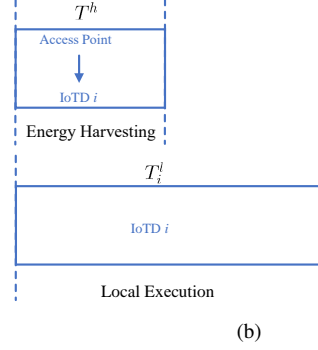 T^h
Access Point
IoTD i
Energy Harvesting
T_i^l
IoTD i
Local Execution
(b)